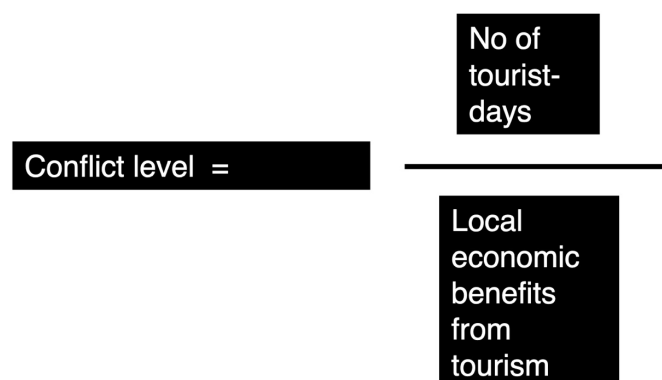 No of
tourist-
days
Conflict level =
Local
economic
benefits
from
tourism